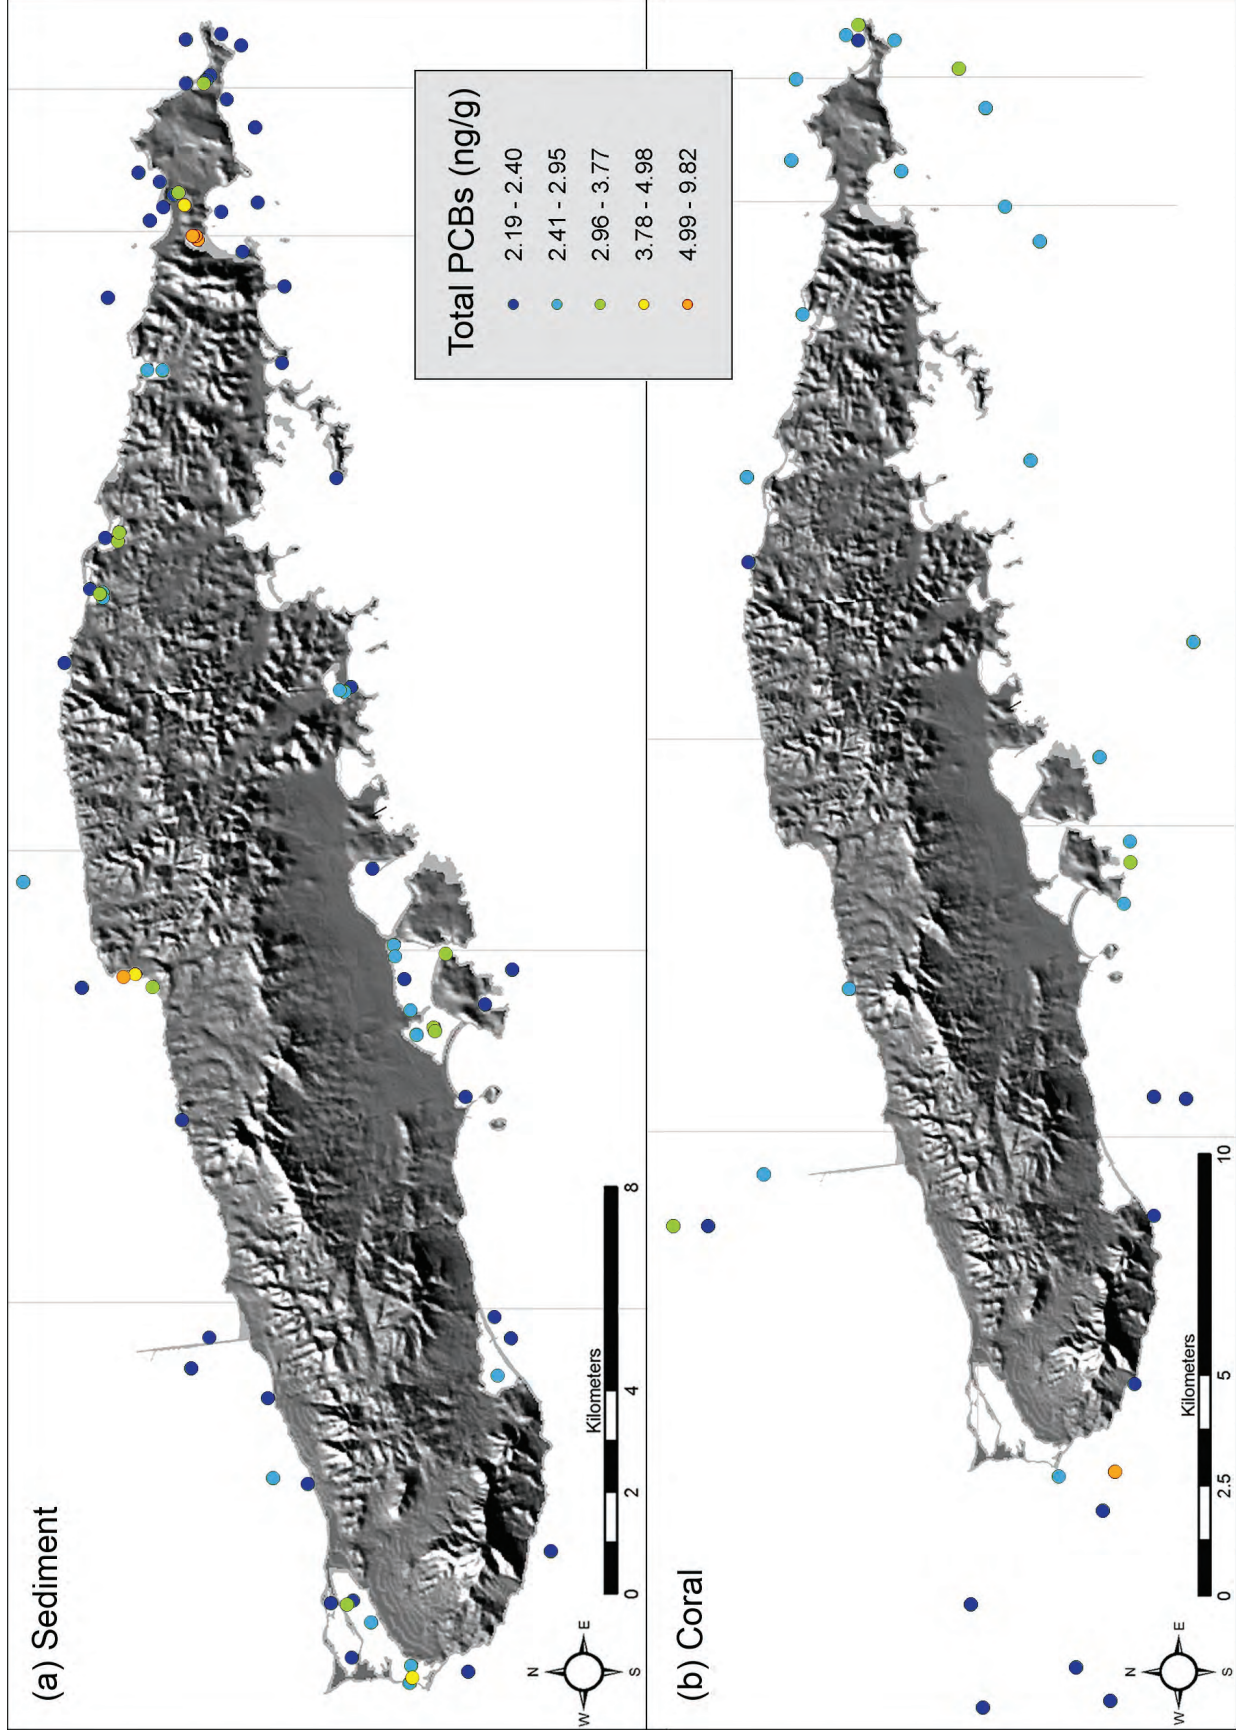 (a) Sediment
N
W
E
S
Kilometers
0
2
4
8
Total PCBs (ng/g)
2.19 - 2.40
2.41 - 2.95
2.96 - 3.77
3.78 - 4.98
4.99 - 9.82
(b) Coral
N
W
E
S
Kilometers
0
2.5
5
10